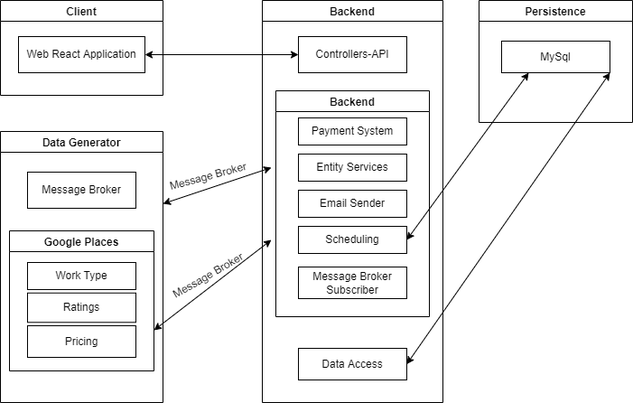 Client
Web React Application
Data Generator
Message Broker
Google Places
Work Type
Ratings
Pricing
Message Broker
Message Broker
Backend
Controllers-API
Backend
Payment System
Entity Services
Email Sender
Scheduling
Message Broker
Subscriber
Data Access
Persistence
MySql